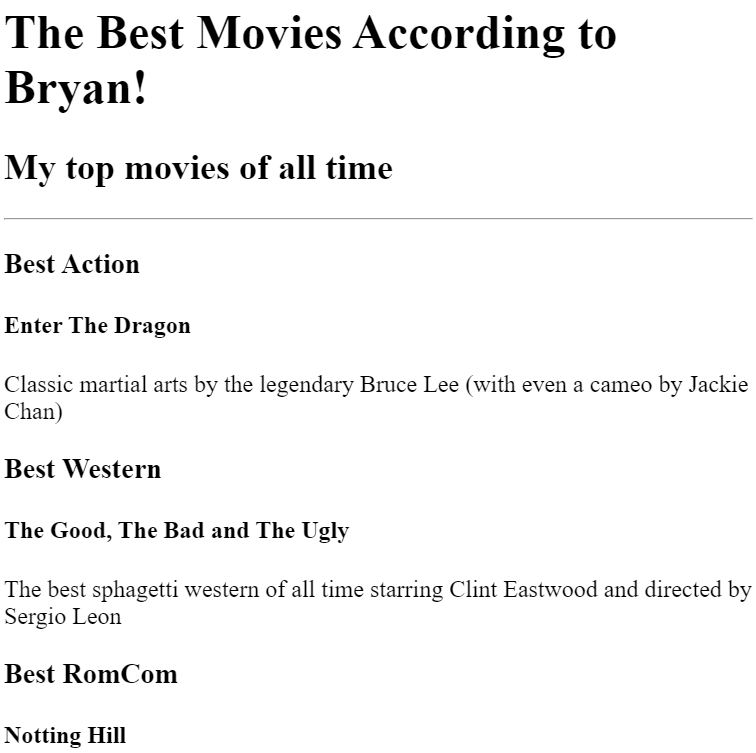 The Best Movies According to
Bryan!
My top movies of all time
Best Action
Enter The Dragon
Classic martial arts by the legendary Bruce Lee (with even a cameo by Jackie
Chan)
Best Western
The Good, The Bad and The Ugly
The best sphagetti western of all time starring Clint Eastwood and directed by
Sergio Leon
Best RomCom
Notting Hill